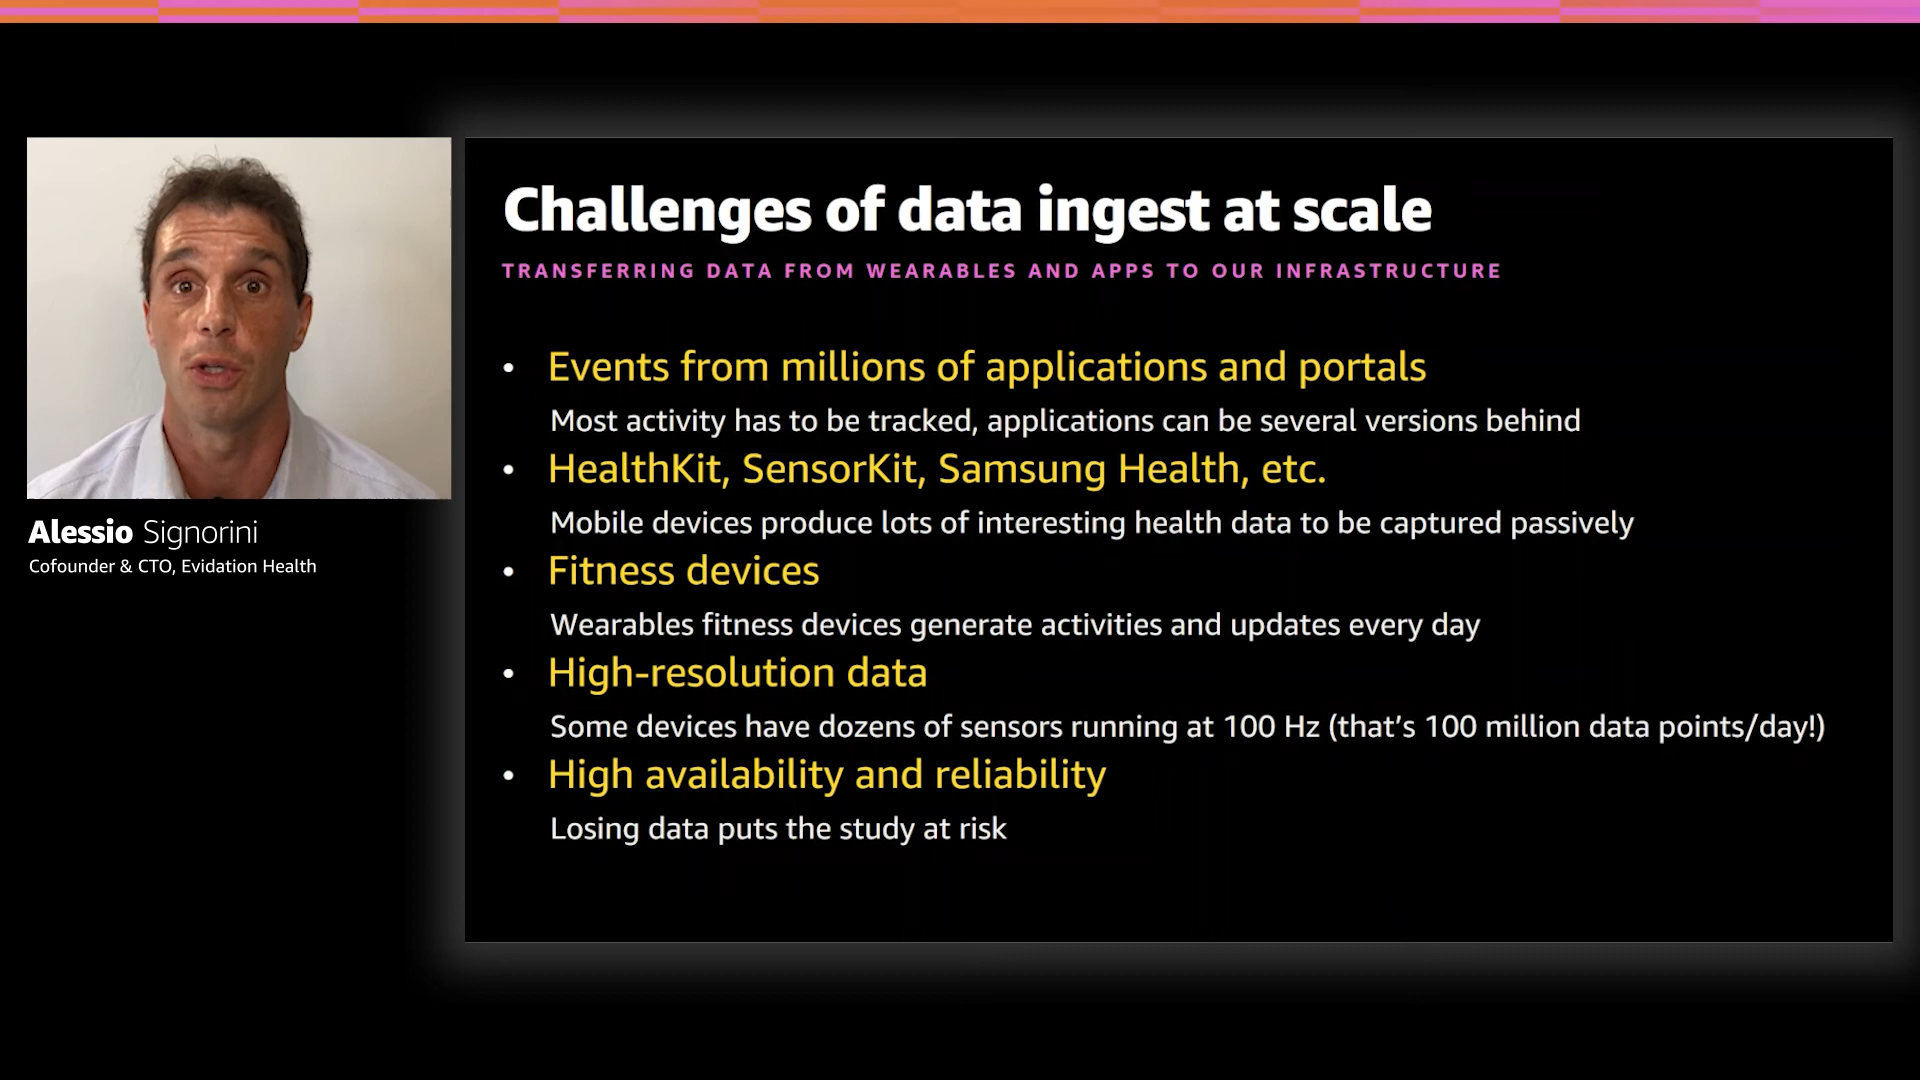 Challenges of data ingest at scale
TRANSFERRING DATA FROM WEARABLES AND APPS TO OUR INFRASTRUCTURE
• Events from millions of applications and portals
Most activity has to be tracked, applications can be several versions behind
• HealthKit, SensorKit, Samsung Health, etc.
Mobile devices produce lots of interesting health data to be captured passively
• Fitness devices
Wearables fitness devices generate activities and updates every day
• High-resolution data
Some devices have dozens of sensors running at 100 Hz (that’s 100 million data points/day!)
• High availability and reliability
Losing data puts the study at risk
Alessio Signorini
Cofounder & CTO, Evidation Health